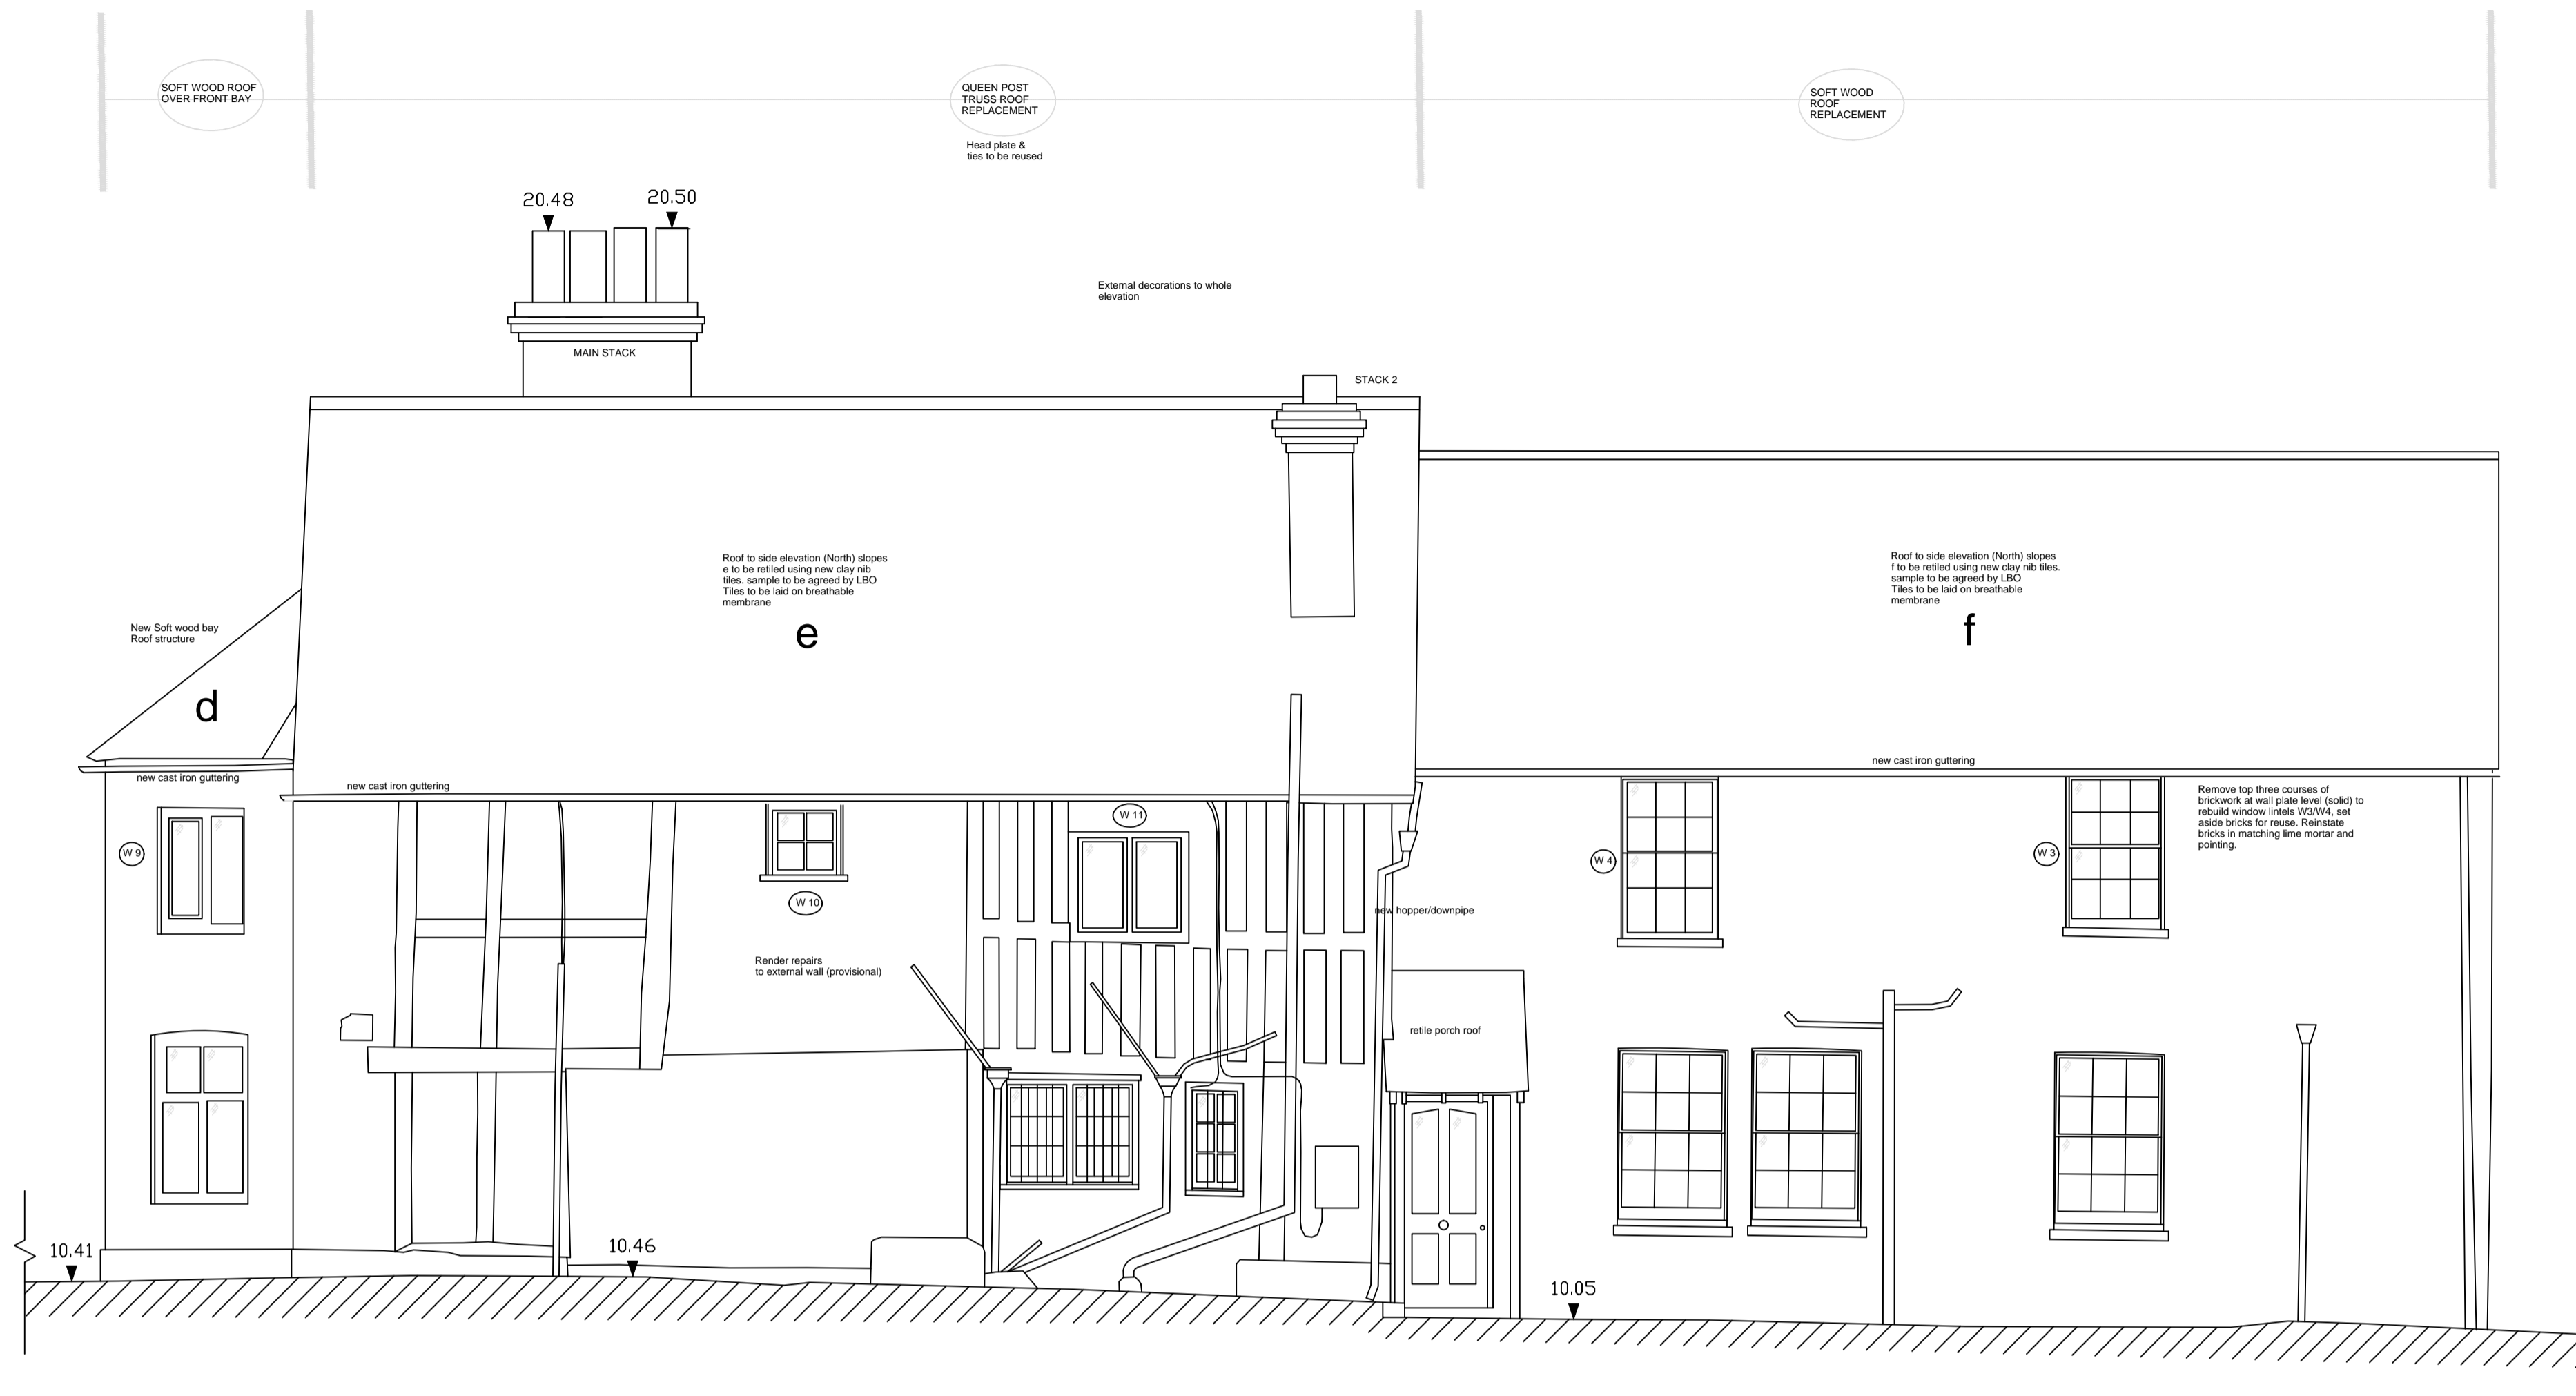 SOFT WOOD ROOF
OVER FRONT BAY
QUEEN POST
TRUSS ROOF
REPLACEMENT
SOFT WOOD
ROOF
REPLACEMENT
Head plate &
ties to be reused
20.48
20.50
External decorations to whole
elevation
MAIN STACK
STACK 2
Roof to side elevation (North) slopes
e to be retiled using new clay nib
tiles. sample to be agreed by LBO
Tiles to be laid on breathable
membrane
e
Roof to side elevation (North) slopes
f to be retiled using new clay nib tiles.
sample to be agreed by LBO
Tiles to be laid on breathable
membrane
f
New Soft wood bay
Roof structure
d
new cast iron guttering
new cast iron guttering
new cast iron guttering
Remove top three courses of
brickwork at wall plate level (solid) to
rebuild window lintels W3/W4, set
aside bricks for reuse. Reinstate
bricks in matching lime mortar and
pointing.
W 9
W 10
W 11
W 4
W 3
new hopper/downpipe
Render repairs
to external wall (provisional)
retile porch roof
10.41
10.46
10.05